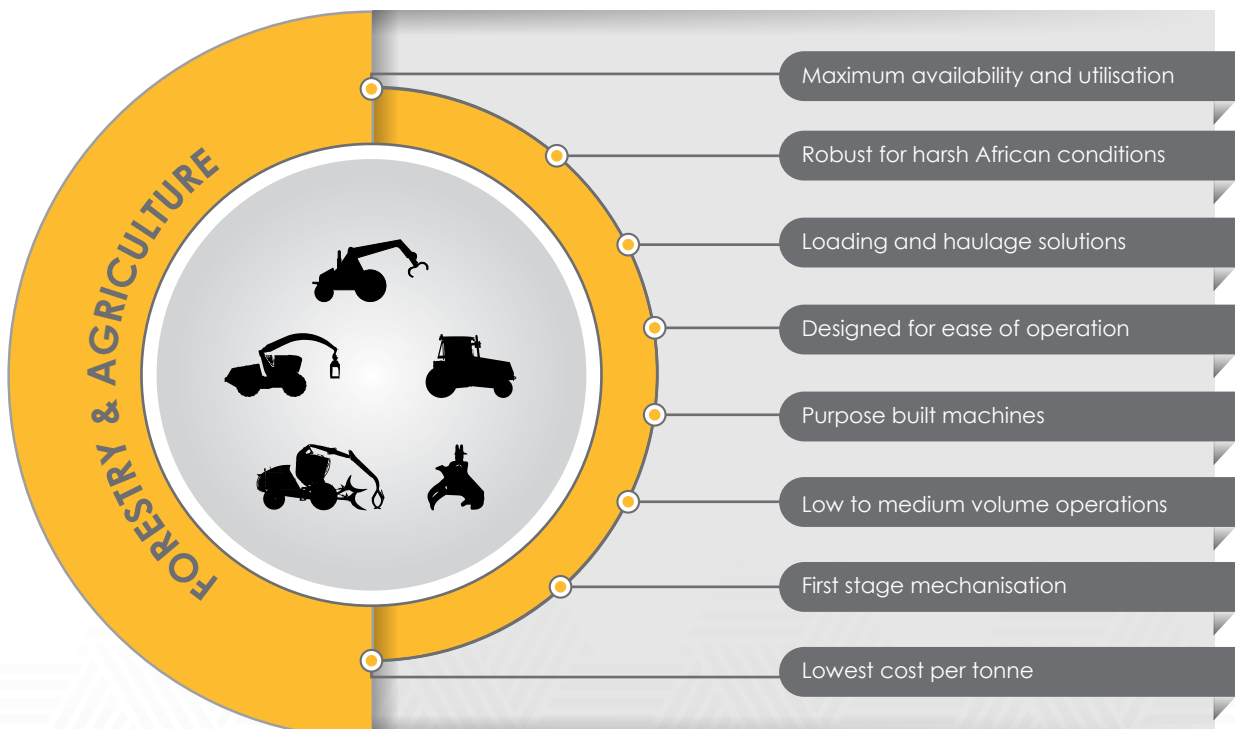 FORESTRY & AGRICULTURE
Maximum availability and utilisation
Robust for harsh African conditions
Loading and haulage solutions
Designed for ease of operation
Purpose built machines
Low to medium volume operations
First stage mechanisation
Lowest cost per tonne